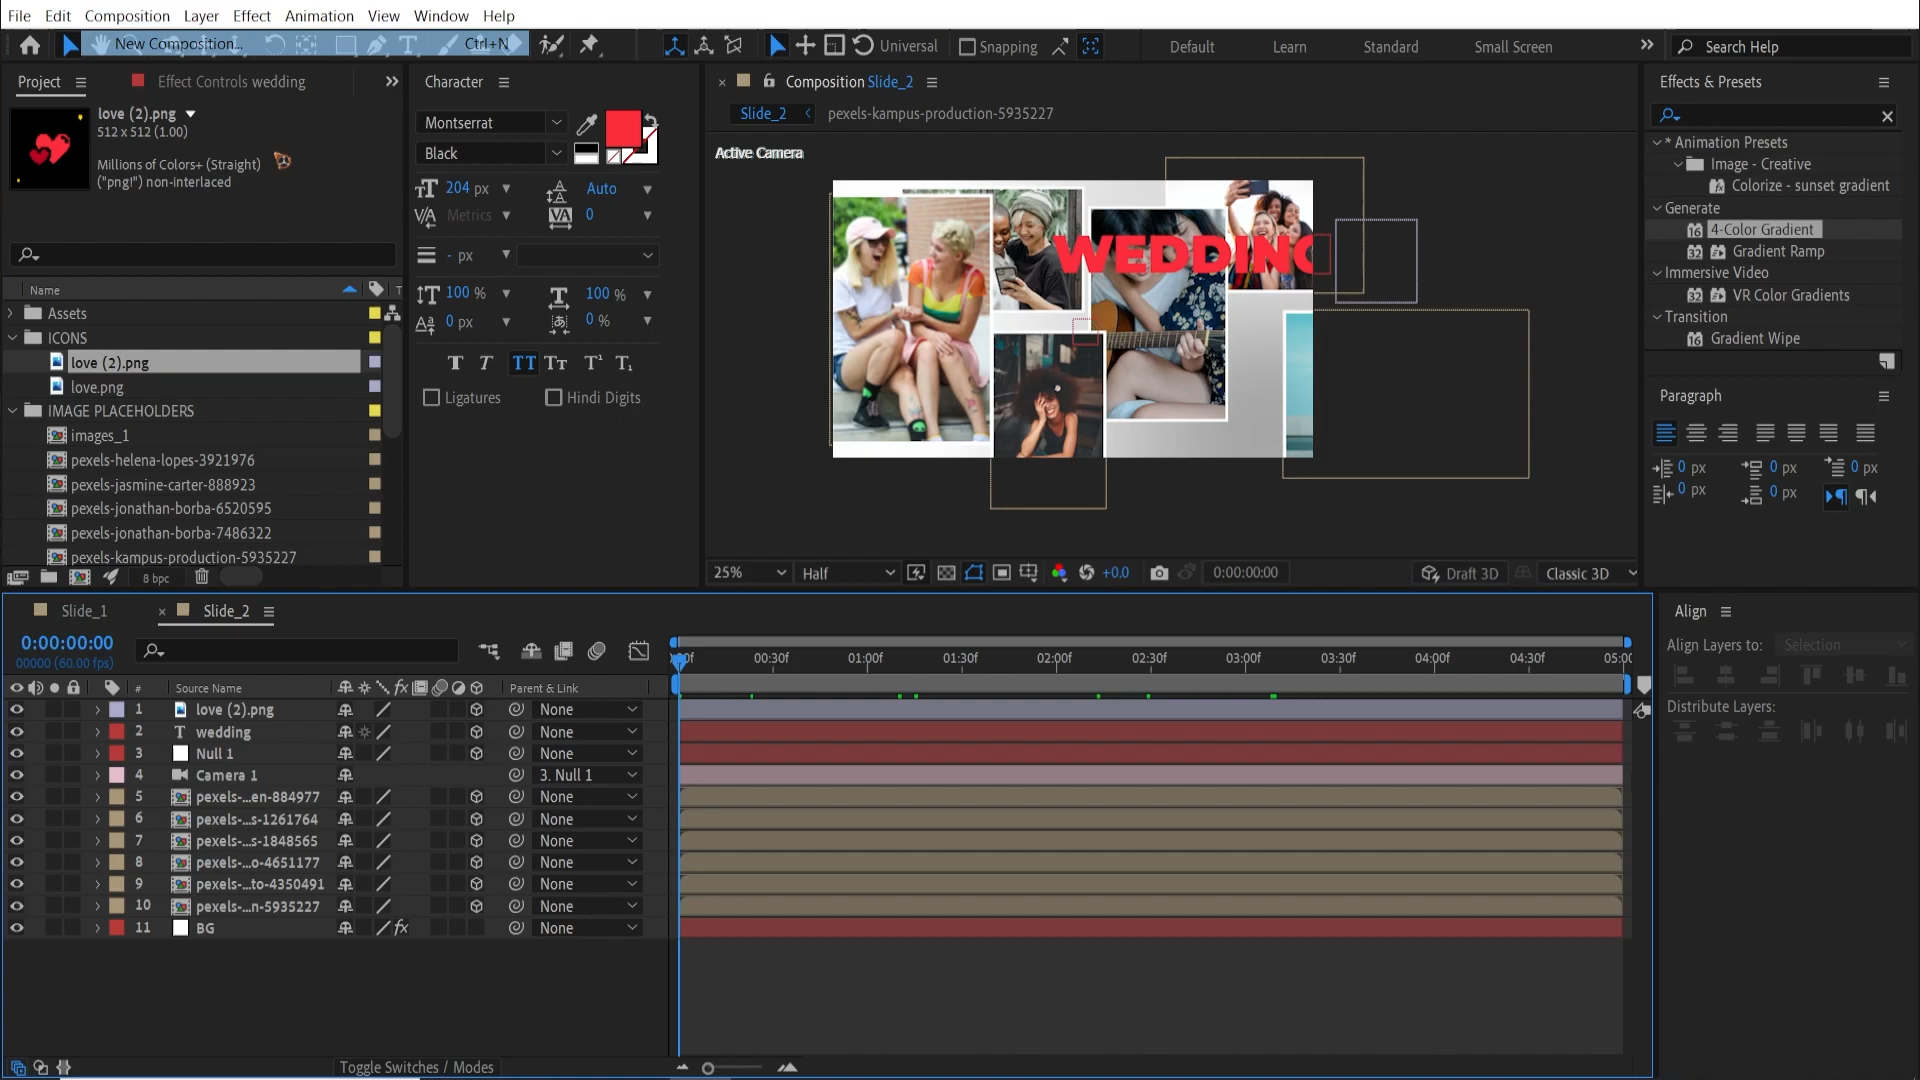 File Edit Composition Layer Effect Animation View Window Help
New Composition... Ctrl+N
Universal Snapping Default Learn Standard Small Screen Search Help
Project Effect Controls wedding
love (2).png
512 x 512 (1.00)
Millions of Colors+ (Straight)
("png!") non-interlaced
Name
Assets
ICONS
love (2).png
love.png
IMAGE PLACEHOLDERS
images_1
pexels-helena-lopes-3921976
pexels-jasmine-carter-888923
pexels-jonathan-borba-6520595
pexels-jonathan-borba-7486322
pexels-kampus-production-5935227
8 bpc
Character
Montserrat
Black
204 px Auto
Metrics 0
- px
100 % 100 %
0 px 0 %
T T TT Tт T¹ T₁
Ligatures Hindi Digits
Composition Slide_2
Slide_2 pexels-kampus-production-5935227
Active Camera
WEDDING
25% Half +0.0 0:00:00:00 Draft 3D Classic 3D
Effects & Presets
* Animation Presets
Image - Creative
Colorize - sunset gradient
Generate
4-Color Gradient
Gradient Ramp
Immersive Video
VR Color Gradients
Transition
Gradient Wipe
Paragraph
0 px 0 px 0 px
0 px 0 px
Slide_1 Slide_2
0:00:00:00
00000 (60.00 fps)
00:30f 01:00f 01:30f 02:00f 02:30f 03:00f 03:30f 04:00f 04:30f 05:00
# Source Name Parent & Link
1 love (2).png None
2 wedding None
3 Null 1 None
4 Camera 1 3. Null 1
5 pexels-...en-884977 None
6 pexels-...s-1261764 None
7 pexels-...s-1848565 None
8 pexels-...o-4651177 None
9 pexels-...to-4350491 None
10 pexels-...n-5935227 None
11 BG None
Toggle Switches / Modes
Align
Align Layers to: Selection
Distribute Layers: